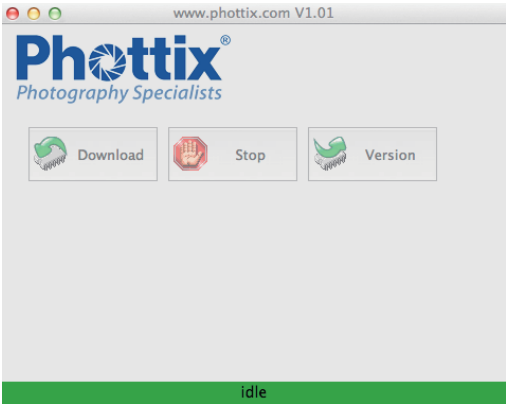 www.phottix.com V1.01
Phottix®
Photography Specialists
Download Stop Version
idle